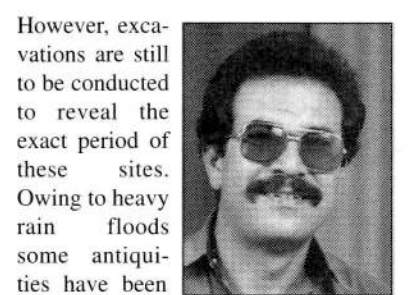 However, exca-
vations are still
to be conducted
to reveal the
exact period of
these sites.
Owing to heavy
rain floods
some antiqui-
ties have been